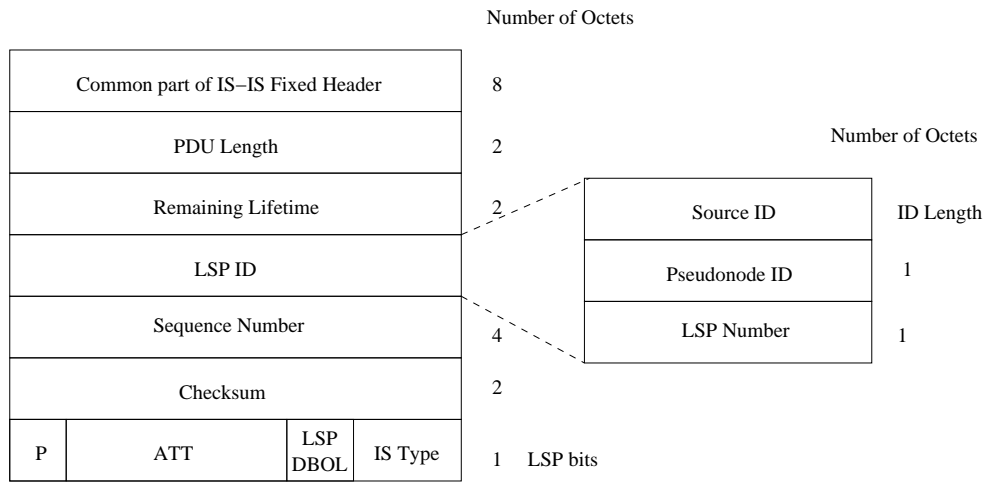 Number of Octets
Common part of IS−IS Fixed Header 8
PDU Length 2
Remaining Lifetime 2
LSP ID
Sequence Number 4
Checksum 2
P ATT LSP DBOL IS Type 1 LSP bits
Number of Octets
Source ID ID Length
Pseudonode ID 1
LSP Number 1